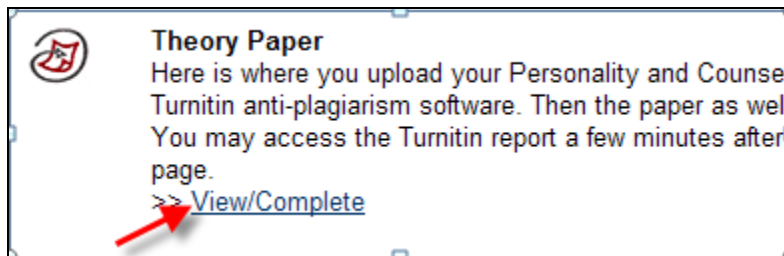 Theory Paper
Here is where you upload your Personality and Counse
Turnitin anti-plagiarism software. Then the paper as wel
You may access the Turnitin report a few minutes after
page.
>> View/Complete